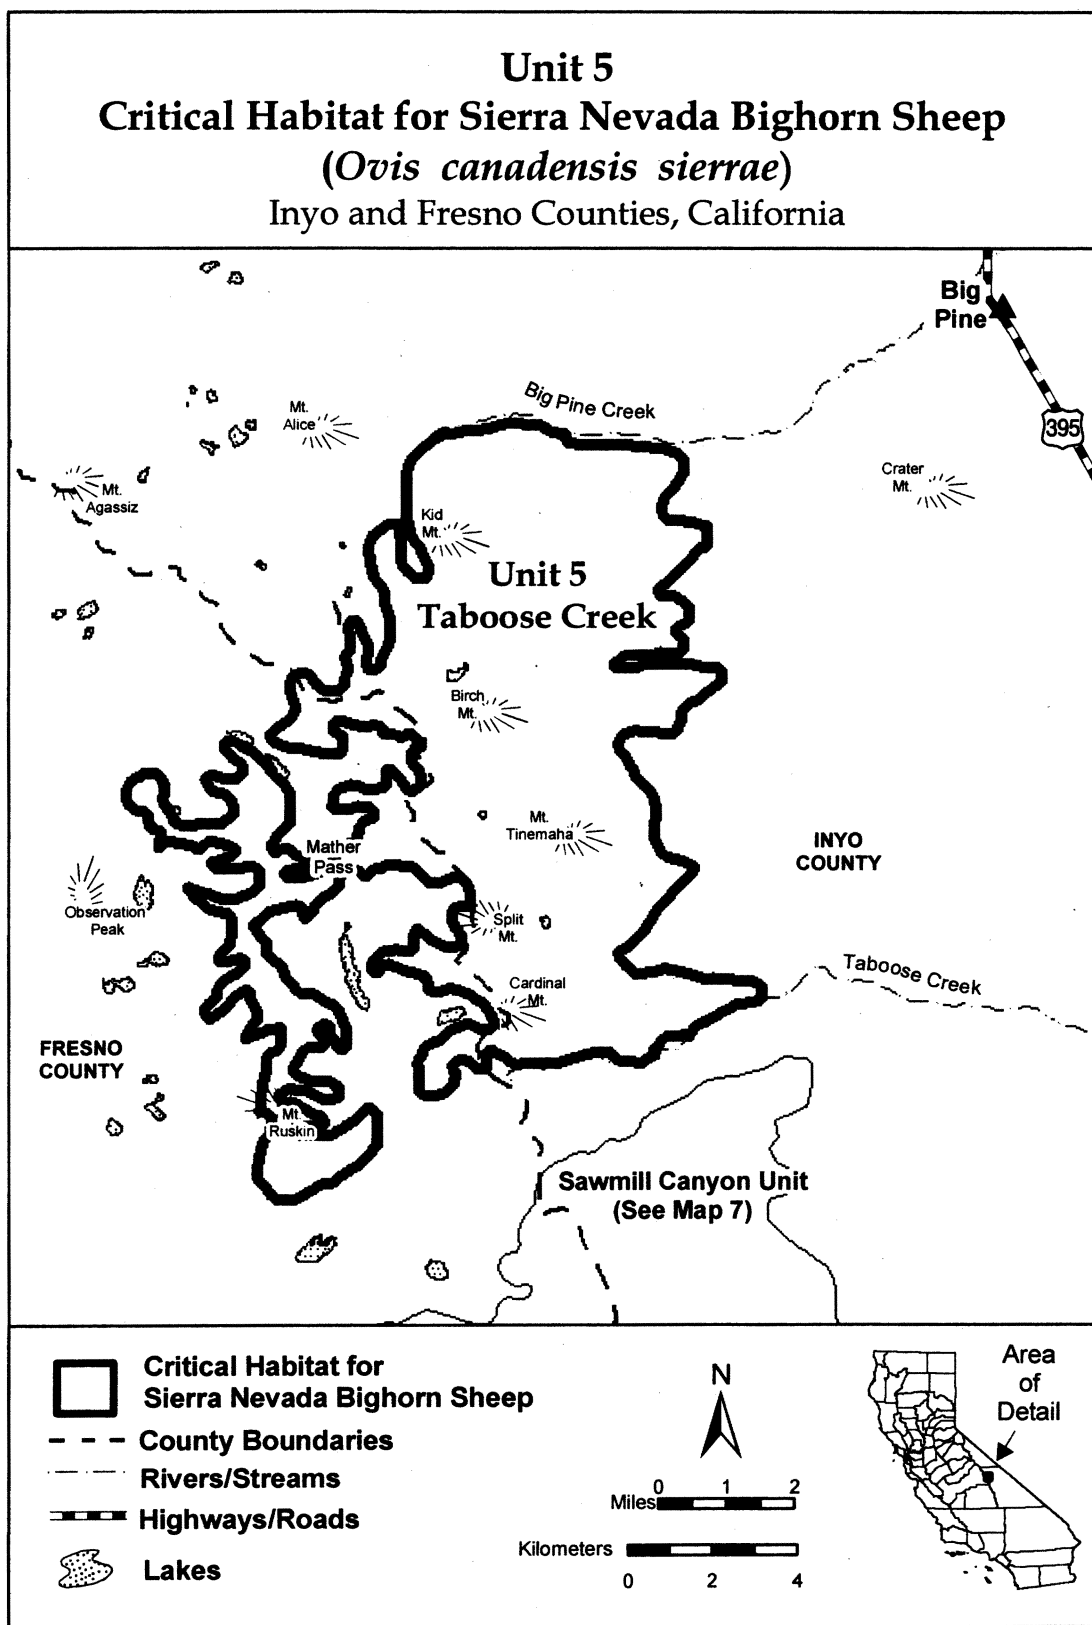 Unit 5
Critical Habitat for Sierra Nevada Bighorn Sheep
(Ovis canadensis sierrae)
Inyo and Fresno Counties, California
Big
Pine
Big Pine Creek
395
Mt.
Alice
Crater
Mt.
Mt.
Agassiz
Kid
Mt.
Unit 5
Taboose Creek
Birch
Mt.
Mt.
Tinemaha
INYO
COUNTY
Mather
Pass
Observation
Peak
Split
Mt.
Cardinal
Mt.
Taboose Creek
FRESNO
COUNTY
Mt.
Ruskin
Sawmill Canyon Unit
(See Map 7)
Critical Habitat for
Sierra Nevada Bighorn Sheep
County Boundaries
Rivers/Streams
Highways/Roads
Lakes
N
0 1 2
Miles
Kilometers
0 2 4
Area
of
Detail